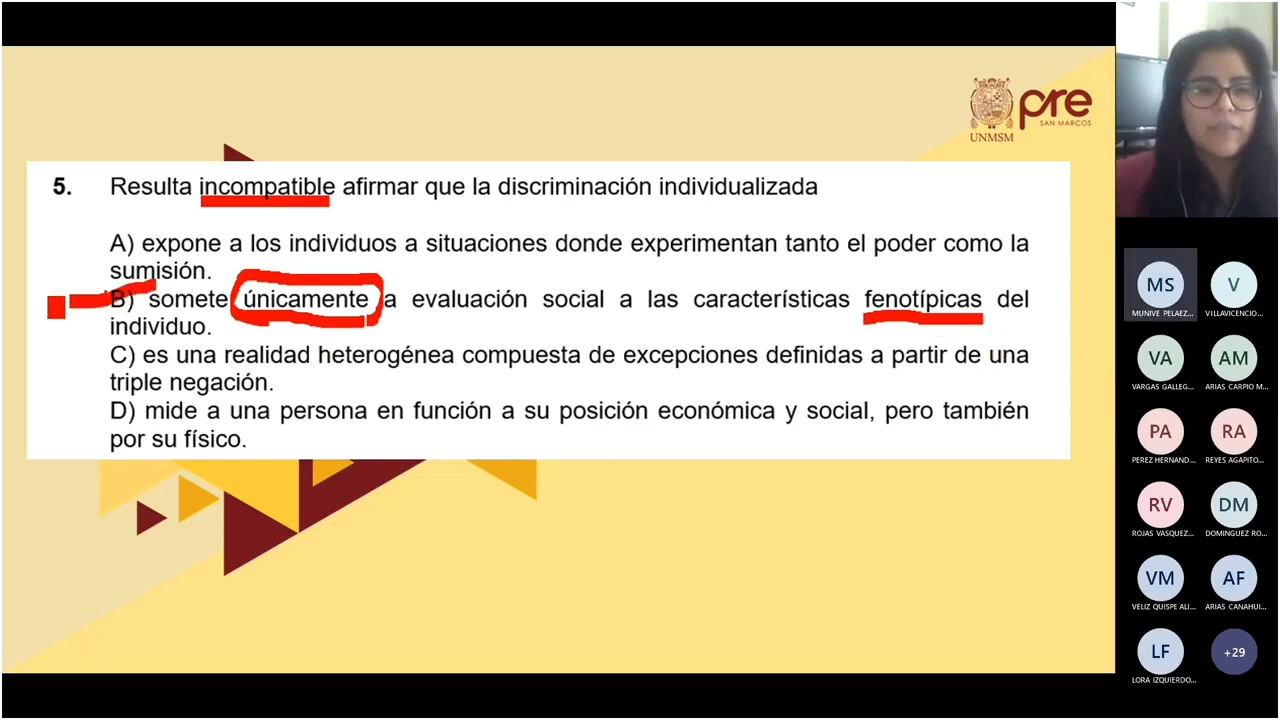 pre
SAN MARCOS
UNMSM
5. Resulta incompatible afirmar que la discriminación individualizada
A) expone a los individuos a situaciones donde experimentan tanto el poder como la
sumisión.
B) somete únicamente a evaluación social a las características fenotípicas del
individuo.
C) es una realidad heterogénea compuesta de excepciones definidas a partir de una
triple negación.
D) mide a una persona en función a su posición económica y social, pero también
por su físico.
MS V
MUNIVE PELAEZ... VILLAVICENCIO...
VA AM
VARGAS GALLEG... ARIAS CARPIO M...
PA RA
PEREZ HERNAND... REYES AGAPITO...
RV DM
ROJAS VASQUEZ... DOMINGUEZ RO...
VM AF
VELIZ QUISPE ALI... ARIAS CANAHUI...
LF +29
LORA IZQUIERDO...